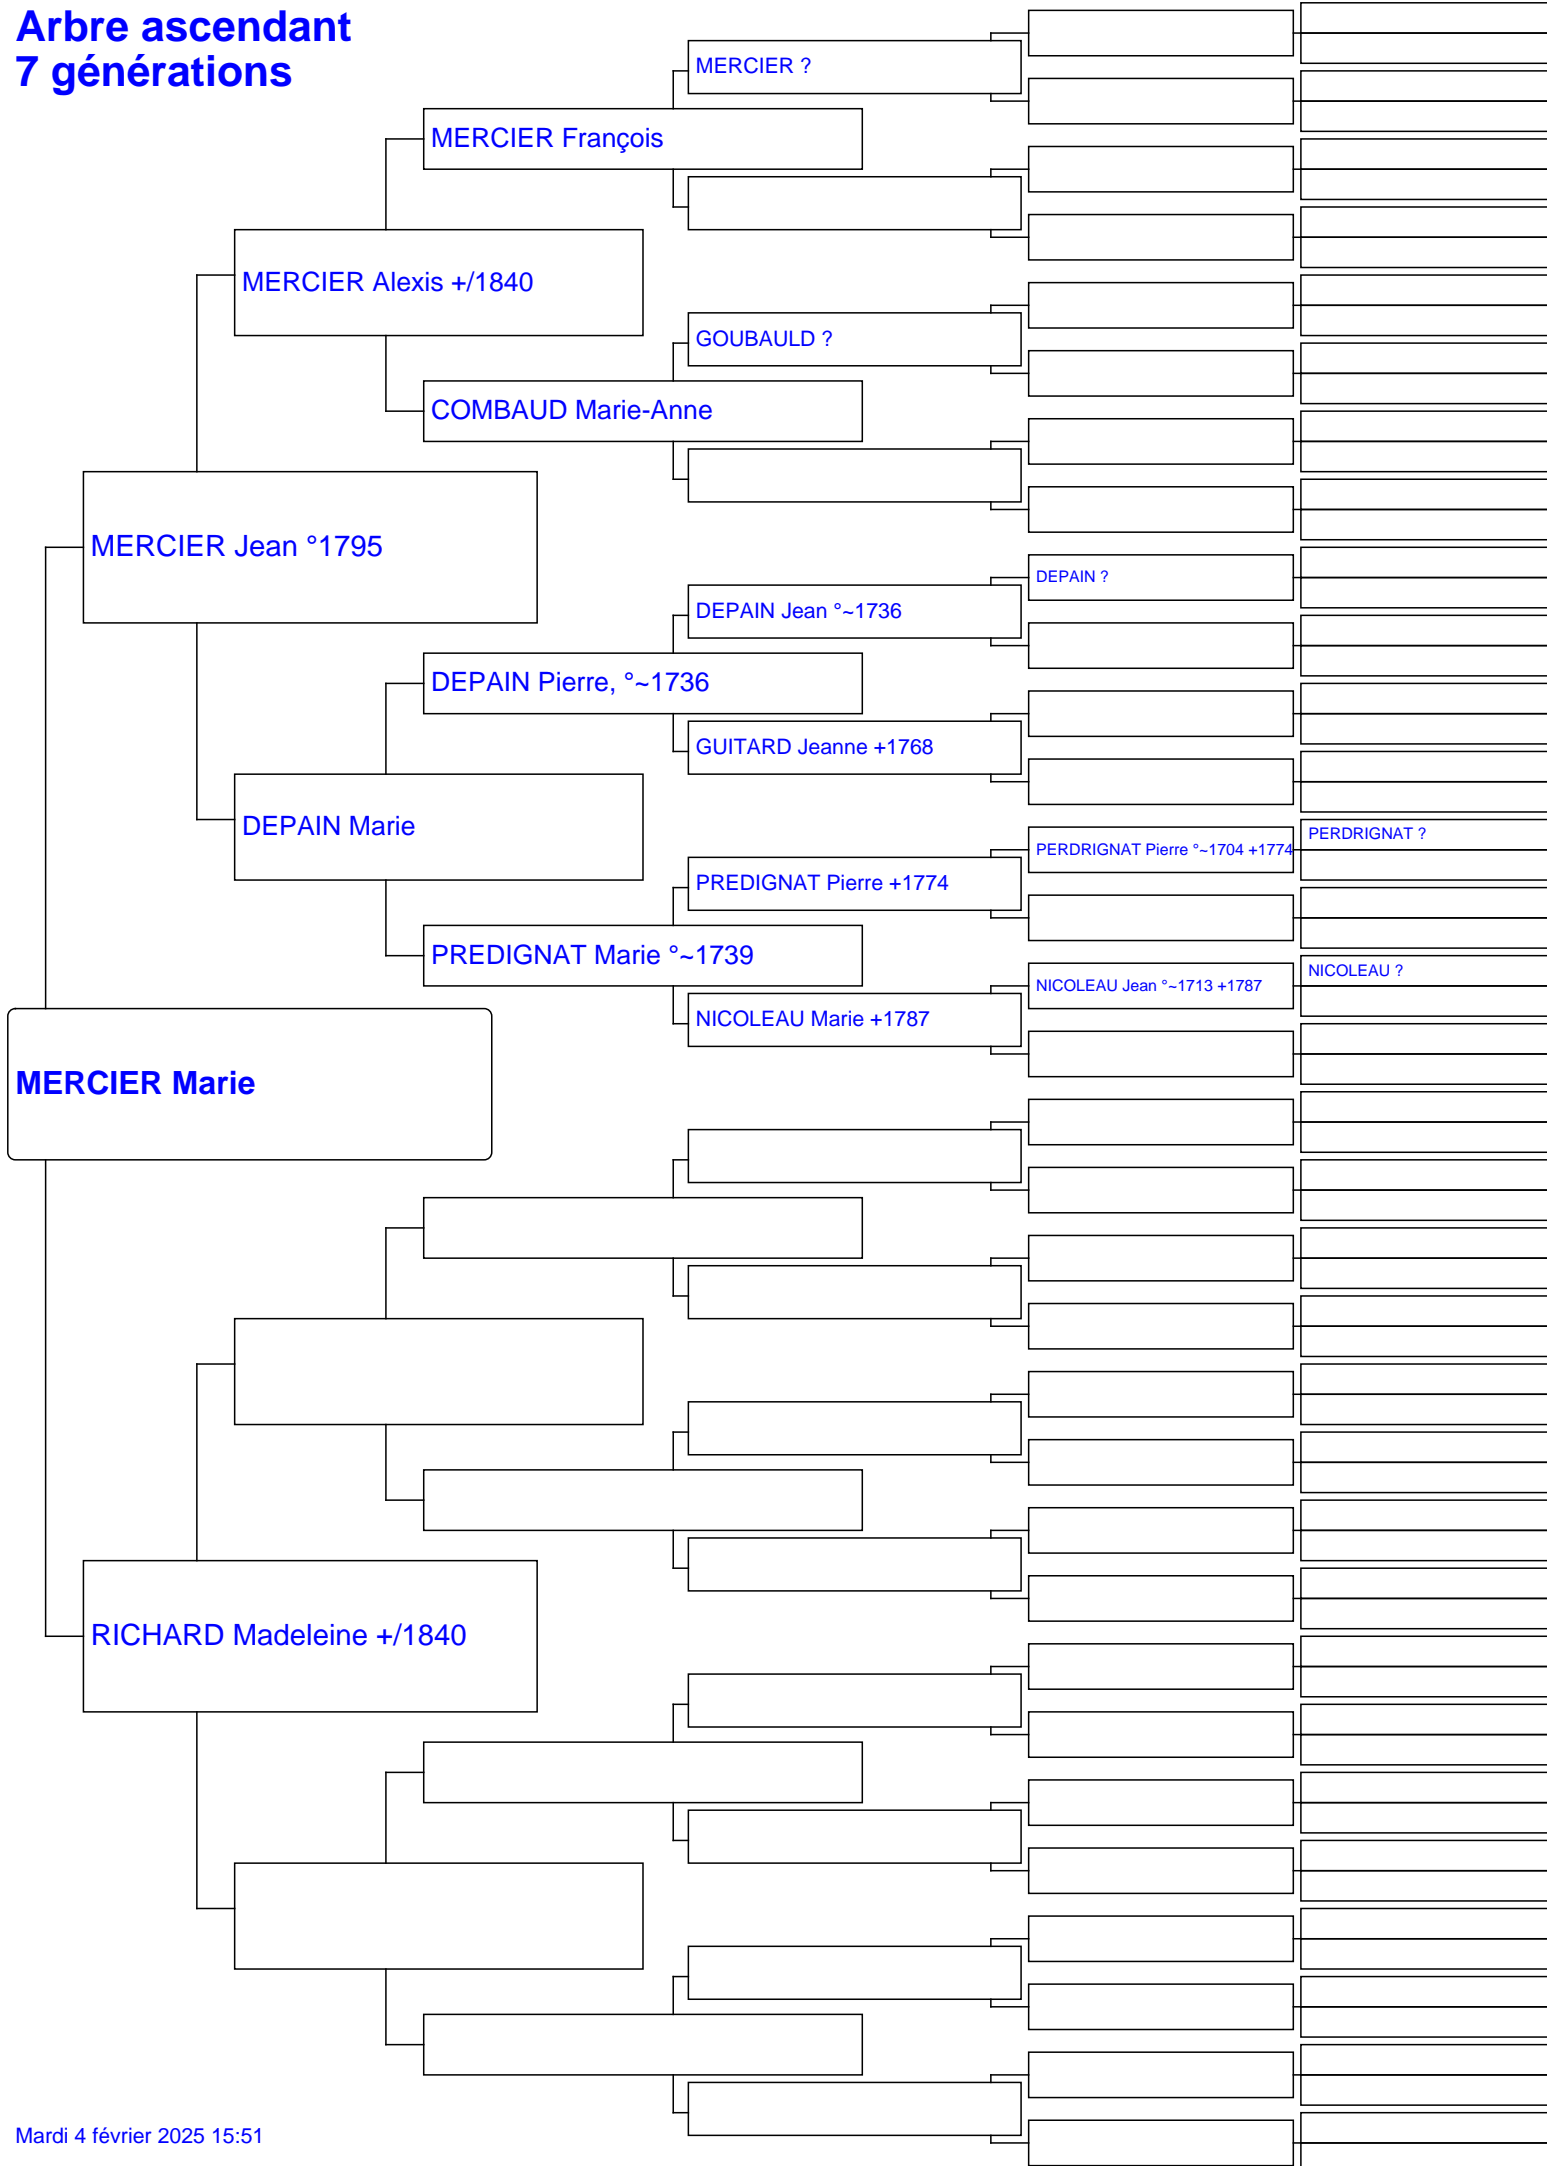 Arbre ascendant
7 générations
MERCIER ?
MERCIER François
MERCIER Alexis +/1840
GOUBAULD ?
COMBAUD Marie-Anne
MERCIER Jean °1795
DEPAIN ?
DEPAIN Jean °~1736
DEPAIN Pierre, °~1736
GUITARD Jeanne +1768
DEPAIN Marie
PERDRIGNAT ?
PERDRIGNAT Pierre °~1704 +1774
PREDIGNAT Pierre +1774
PREDIGNAT Marie °~1739
NICOLEAU ?
NICOLEAU Jean °~1713 +1787
NICOLEAU Marie +1787
MERCIER Marie
RICHARD Madeleine +/1840
Mardi 4 février 2025 15:51